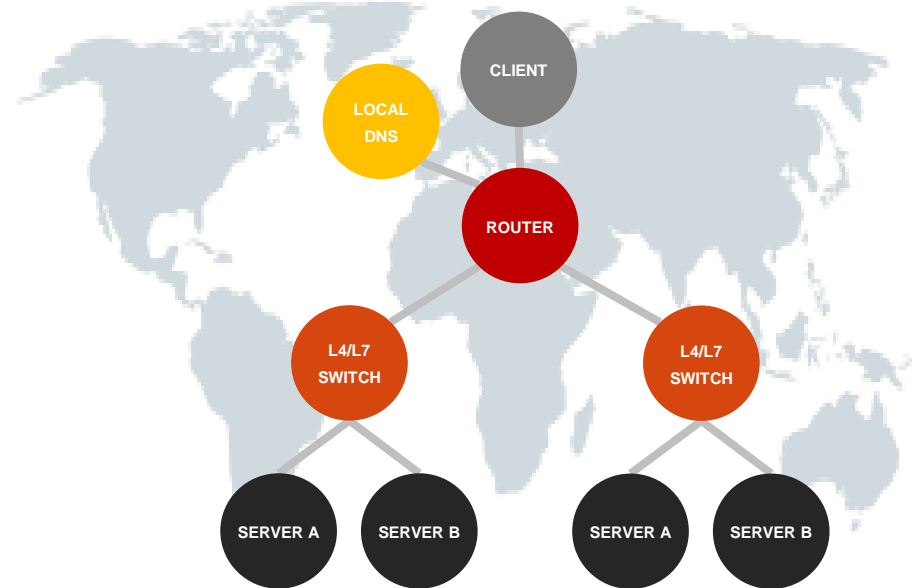 CLIENT
LOCAL
DNS
ROUTER
L4/L7
SWITCH
L4/L7
SWITCH
SERVER A
SERVER B
SERVER A
SERVER B